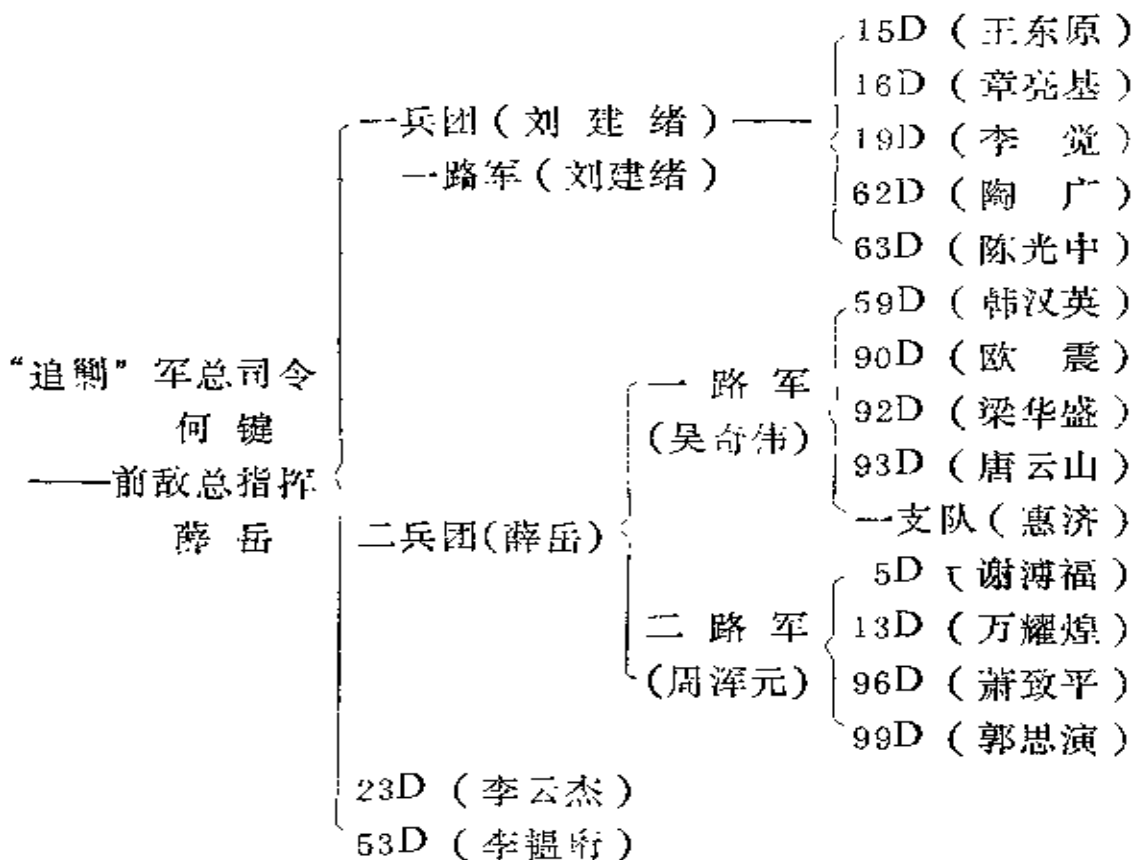 “追剿”军总司令
何键
——前敌总指挥
薛岳
一兵团（刘建绪）——
一路军（刘建绪）
15D（王东原）
16D（章亮基）
19D（李觉）
62D（陶广）
63D（陈光中）
二兵团(薛岳)
一路军
(吴奇伟)
59D（韩汉英）
90D（欧震）
92D（梁华盛）
93D（唐云山）
一支队（惠济）
二路军
(周浑元)
5D（谢溥福）
13D（万耀煌）
96D（萧致平）
99D（郭思演）
23D（李云杰）
53D（李韫珩）